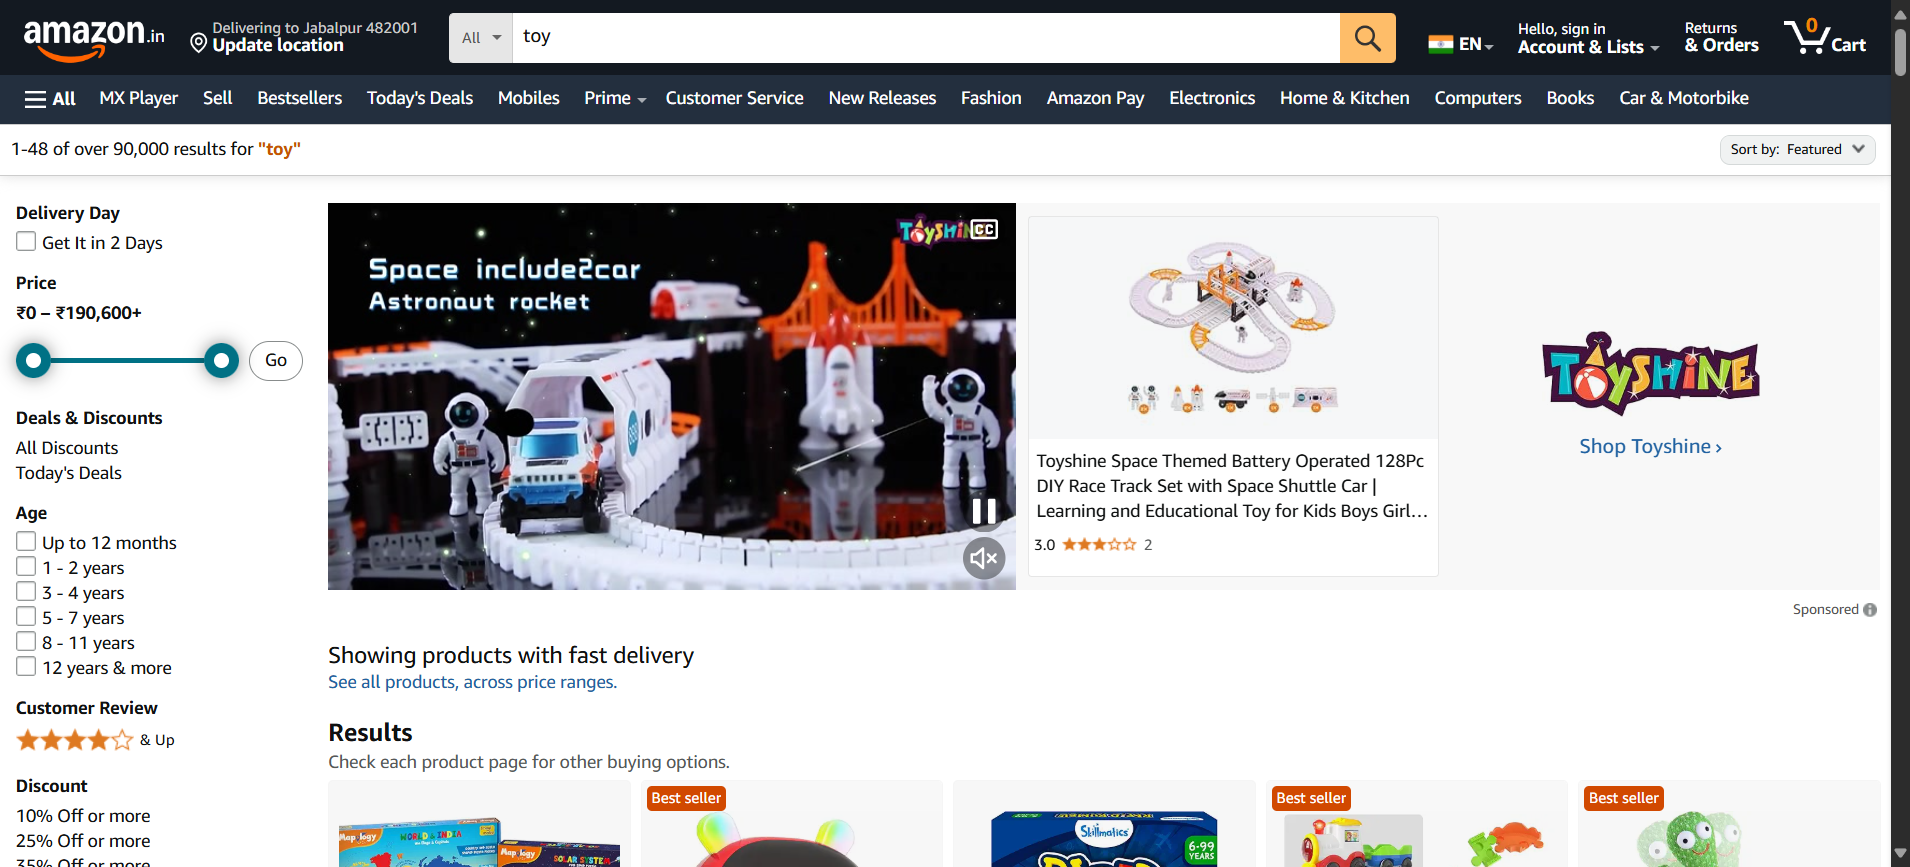 amazon.in
Delivering to Jabalpur 482001
Update location
All
toy
EN
Hello, sign in
Account & Lists
Returns
& Orders
0
Cart
All
MX Player
Sell
Bestsellers
Today's Deals
Mobiles
Prime
Customer Service
New Releases
Fashion
Amazon Pay
Electronics
Home & Kitchen
Computers
Books
Car & Motorbike
1-48 of over 90,000 results for "toy"
Sort by: Featured
Delivery Day
Get It in 2 Days
Price
₹0 – ₹190,600+
Go
Deals & Discounts
All Discounts
Today's Deals
Age
Up to 12 months
1 - 2 years
3 - 4 years
5 - 7 years
8 - 11 years
12 years & more
Customer Review
& Up
Discount
10% Off or more
25% Off or more
35% Off or more
TOYSHINE
CC
Space include2car
Astronaut rocket
Toyshine Space Themed Battery Operated 128Pc
DIY Race Track Set with Space Shuttle Car |
Learning and Educational Toy for Kids Boys Girl…
3.0
2
TOYSHINE
Shop Toyshine ›
Sponsored
Showing products with fast delivery
See all products, across price ranges.
Results
Check each product page for other buying options.
Map logy
WORLD & INDIA
Map logy
SOLAR SYSTEM
Best seller
Skillmatics
6-99
YEARS
Best seller
Best seller